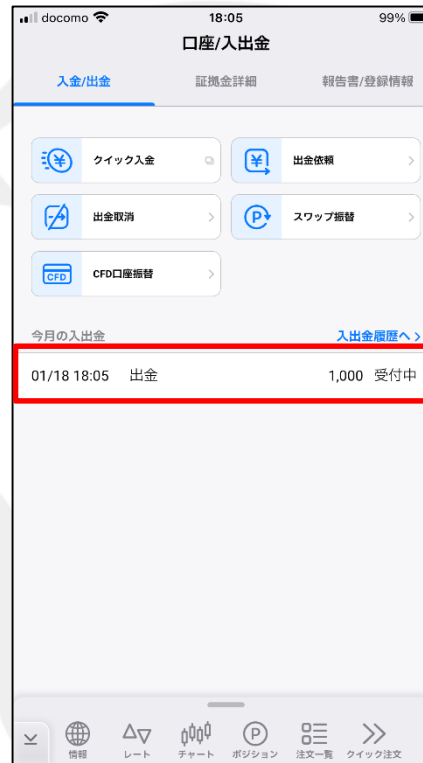 docomo 18:05 99%
口座/入出金
入金/出金 証拠金詳細 報告書/登録情報
クイック入金 出金依頼
出金取消 スワップ振替
CFD CFD口座振替
今月の入出金 入出金履歴へ
01/18 18:05 出金 1,000 受付中
情報 レート チャート ポジション 注文一覧 クイック注文